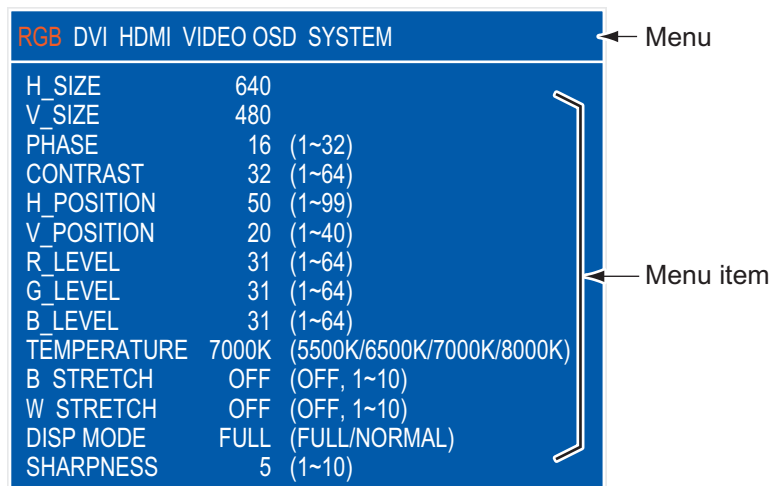 RGB DVI HDMI VIDEO OSD SYSTEM
Menu
H_SIZE 640
V_SIZE 480
PHASE 16 (1~32)
CONTRAST 32 (1~64)
H_POSITION 50 (1~99)
V_POSITION 20 (1~40)
R_LEVEL 31 (1~64)
G_LEVEL 31 (1~64)
B_LEVEL 31 (1~64)
TEMPERATURE 7000K (5500K/6500K/7000K/8000K)
B STRETCH OFF (OFF, 1~10)
W STRETCH OFF (OFF, 1~10)
DISP MODE FULL (FULL/NORMAL)
SHARPNESS 5 (1~10)
Menu item